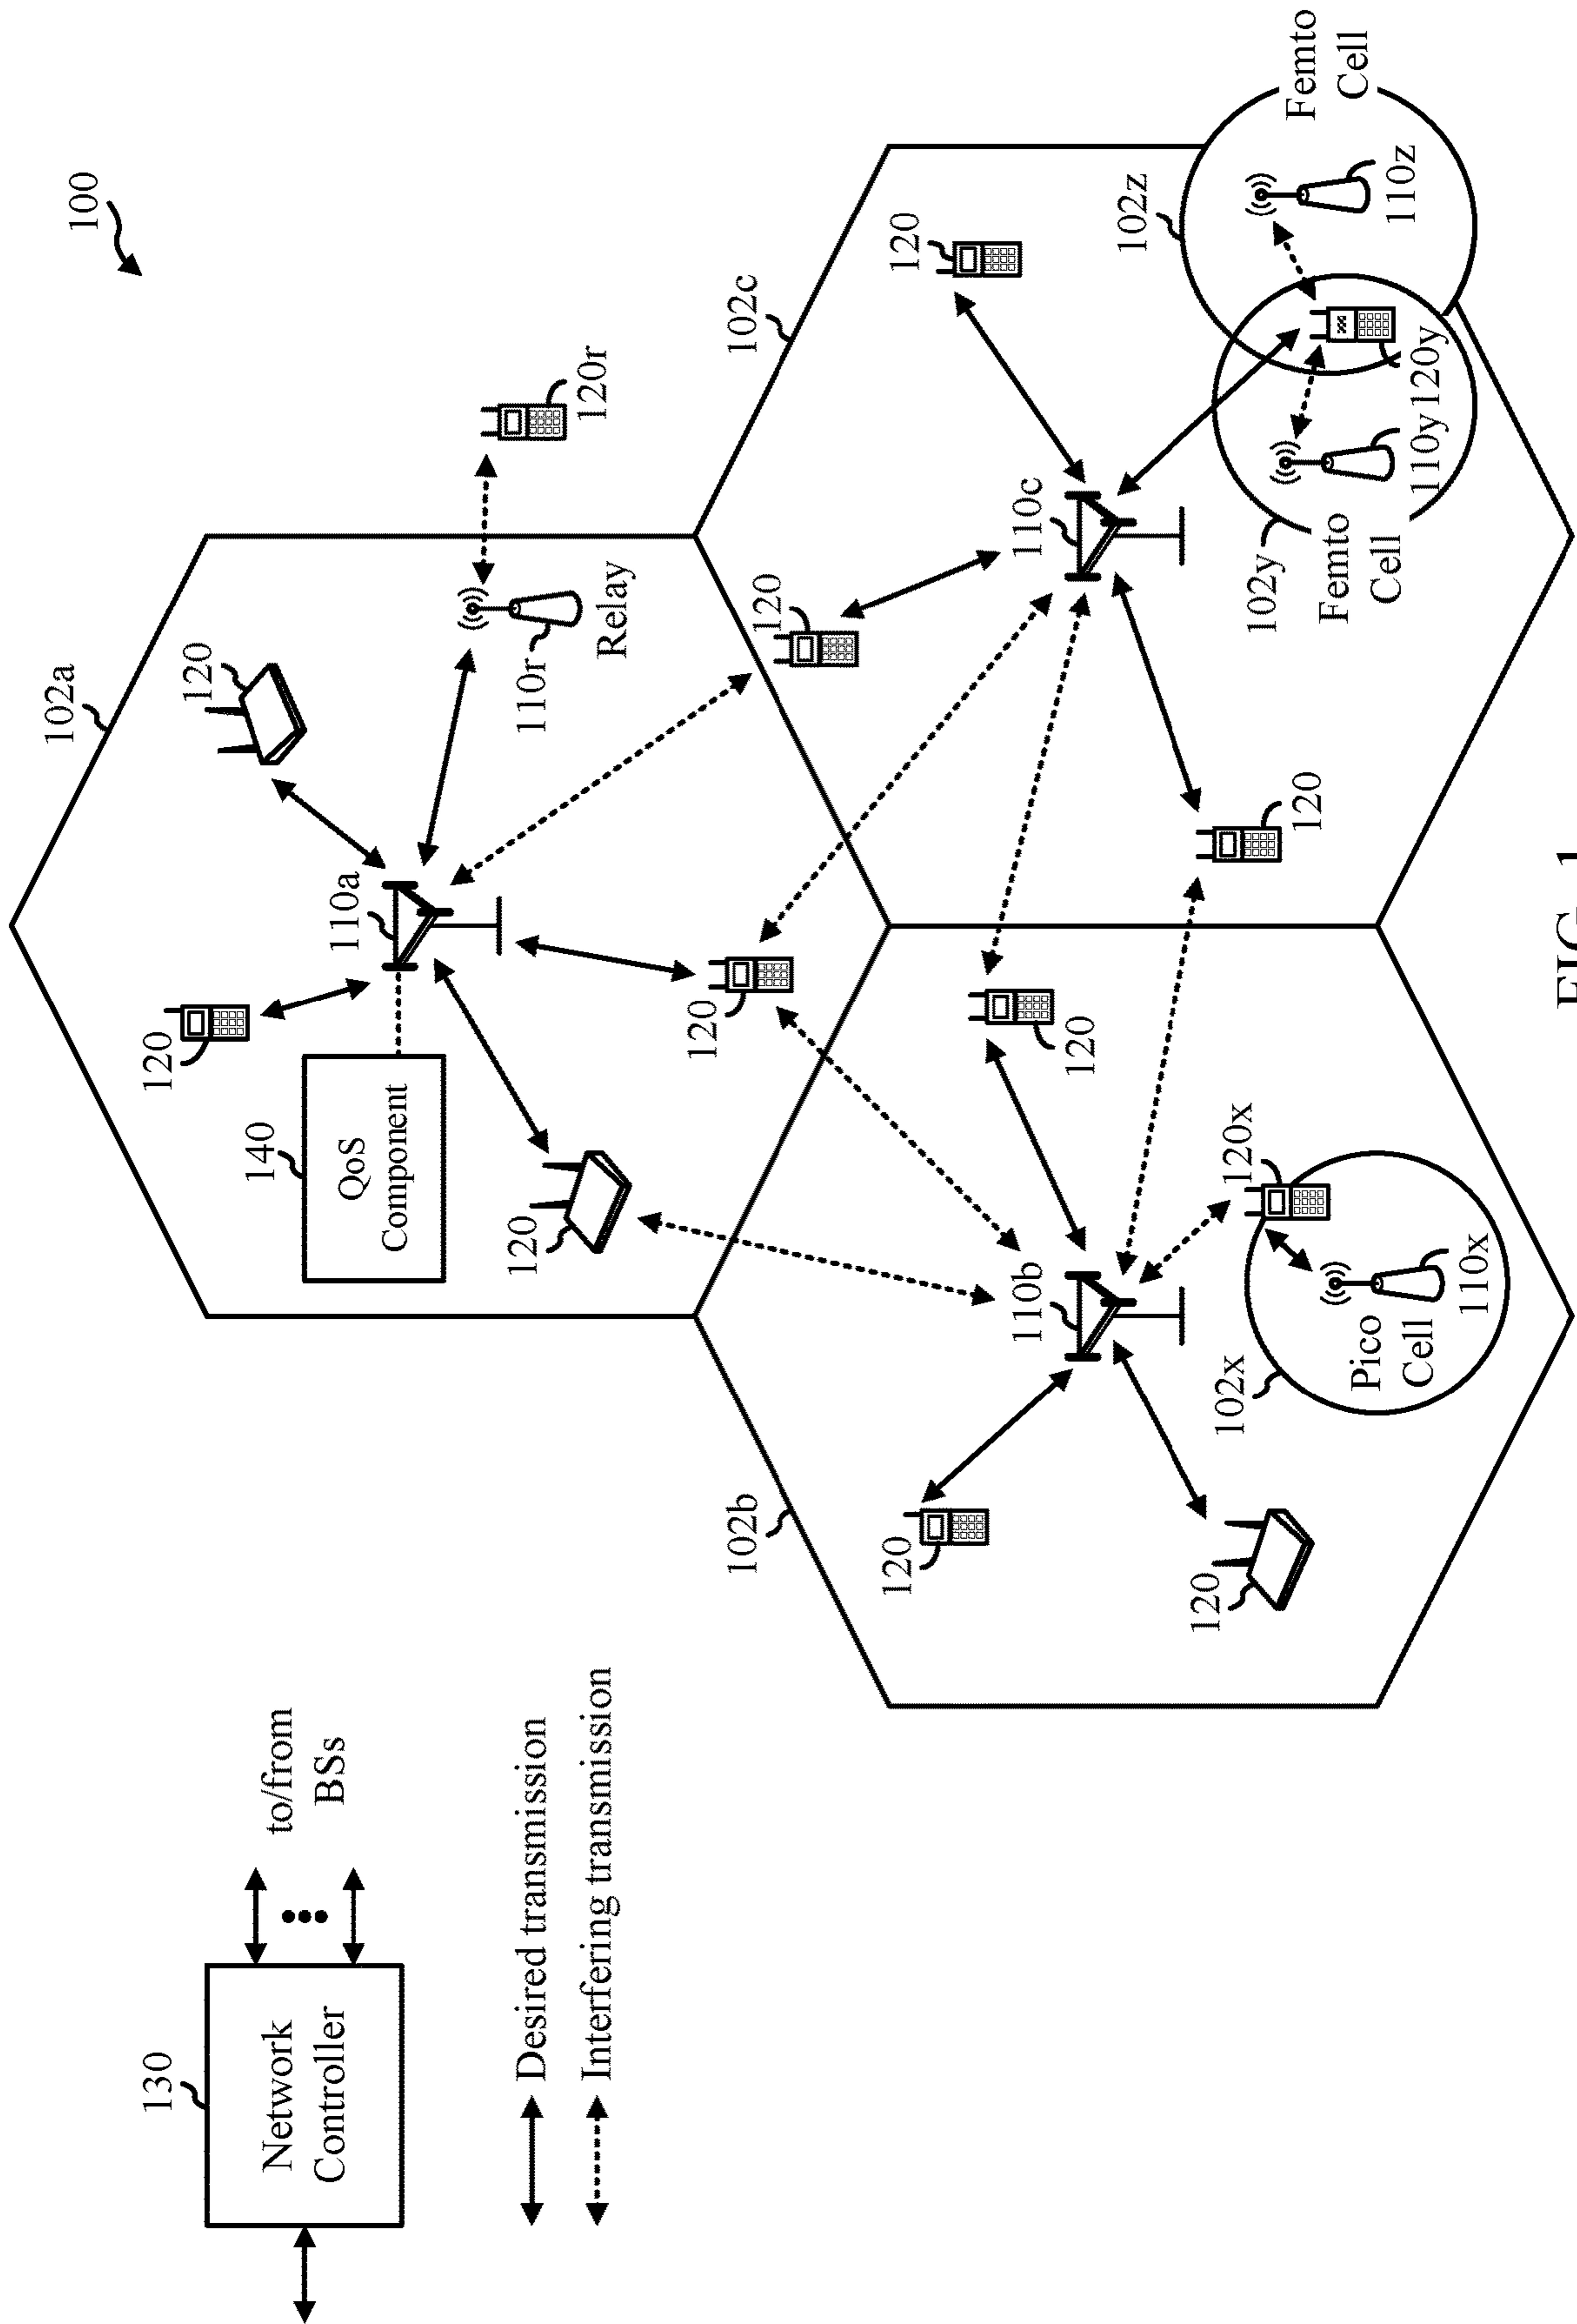 100
130
Network
Controller
to/from
BSs
Desired transmission
Interfering transmission
102a
120
110a
120
140
QoS
Component
120
120
110r
Relay
120r
102b
120
110b
120
120
102x
Pico
Cell
110x
120x
102c
120
120
110c
120
102y
Femto
Cell
110y
120y
102z
110z
Femto
Cell
FIG. 1